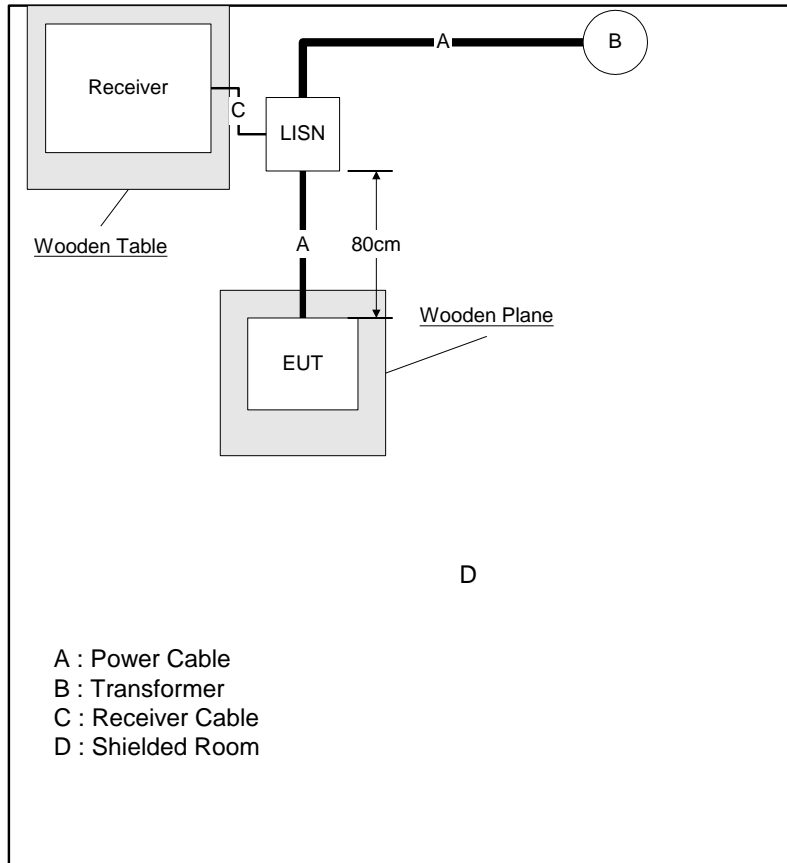 A
B
Receiver
C
LISN
Wooden Table
A
80cm
Wooden Plane
EUT
D
A : Power Cable
B : Transformer
C : Receiver Cable
D : Shielded Room